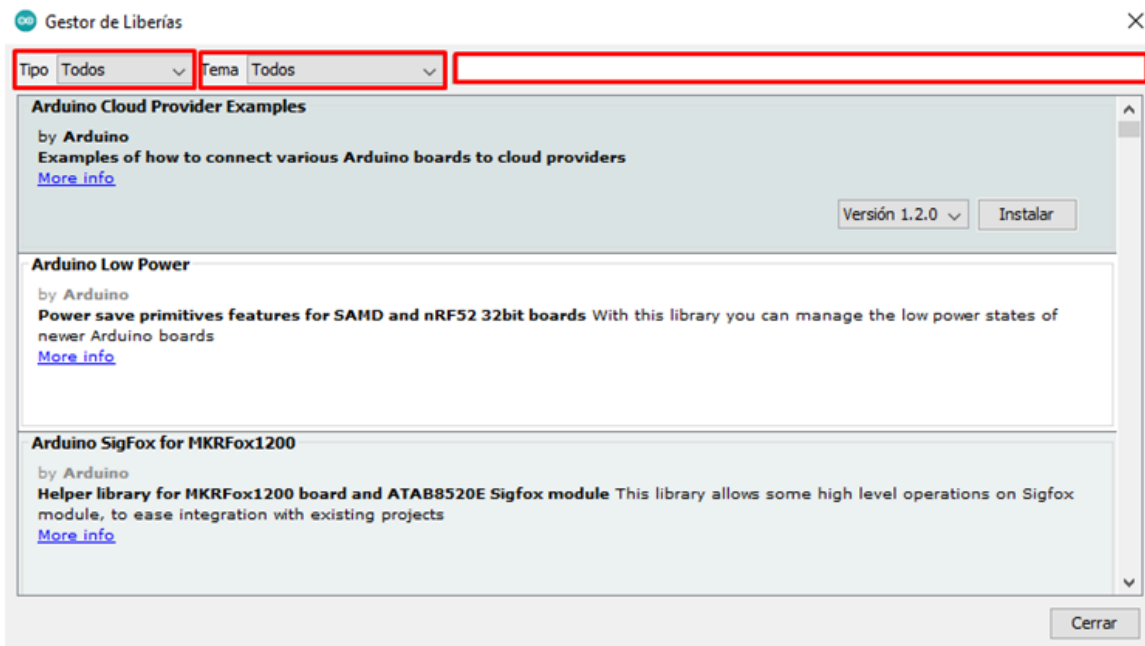 Gestor de Liberías
Tipo Todos Tema Todos
Arduino Cloud Provider Examples
by Arduino
Examples of how to connect various Arduino boards to cloud providers
More info
Versión 1.2.0 Instalar
Arduino Low Power
by Arduino
Power save primitives features for SAMD and nRF52 32bit boards With this library you can manage the low power states of
newer Arduino boards
More info
Arduino SigFox for MKRFox1200
by Arduino
Helper library for MKRFox1200 board and ATAB8520E Sigfox module This library allows some high level operations on Sigfox
module, to ease integration with existing projects
More info
Cerrar